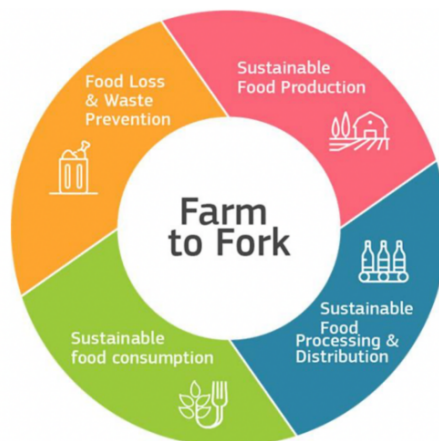 Food Loss
& Waste
Prevention
Sustainable
Food Production
Farm
to Fork
Sustainable
Food
Processing &
Distribution
Sustainable
food consumption